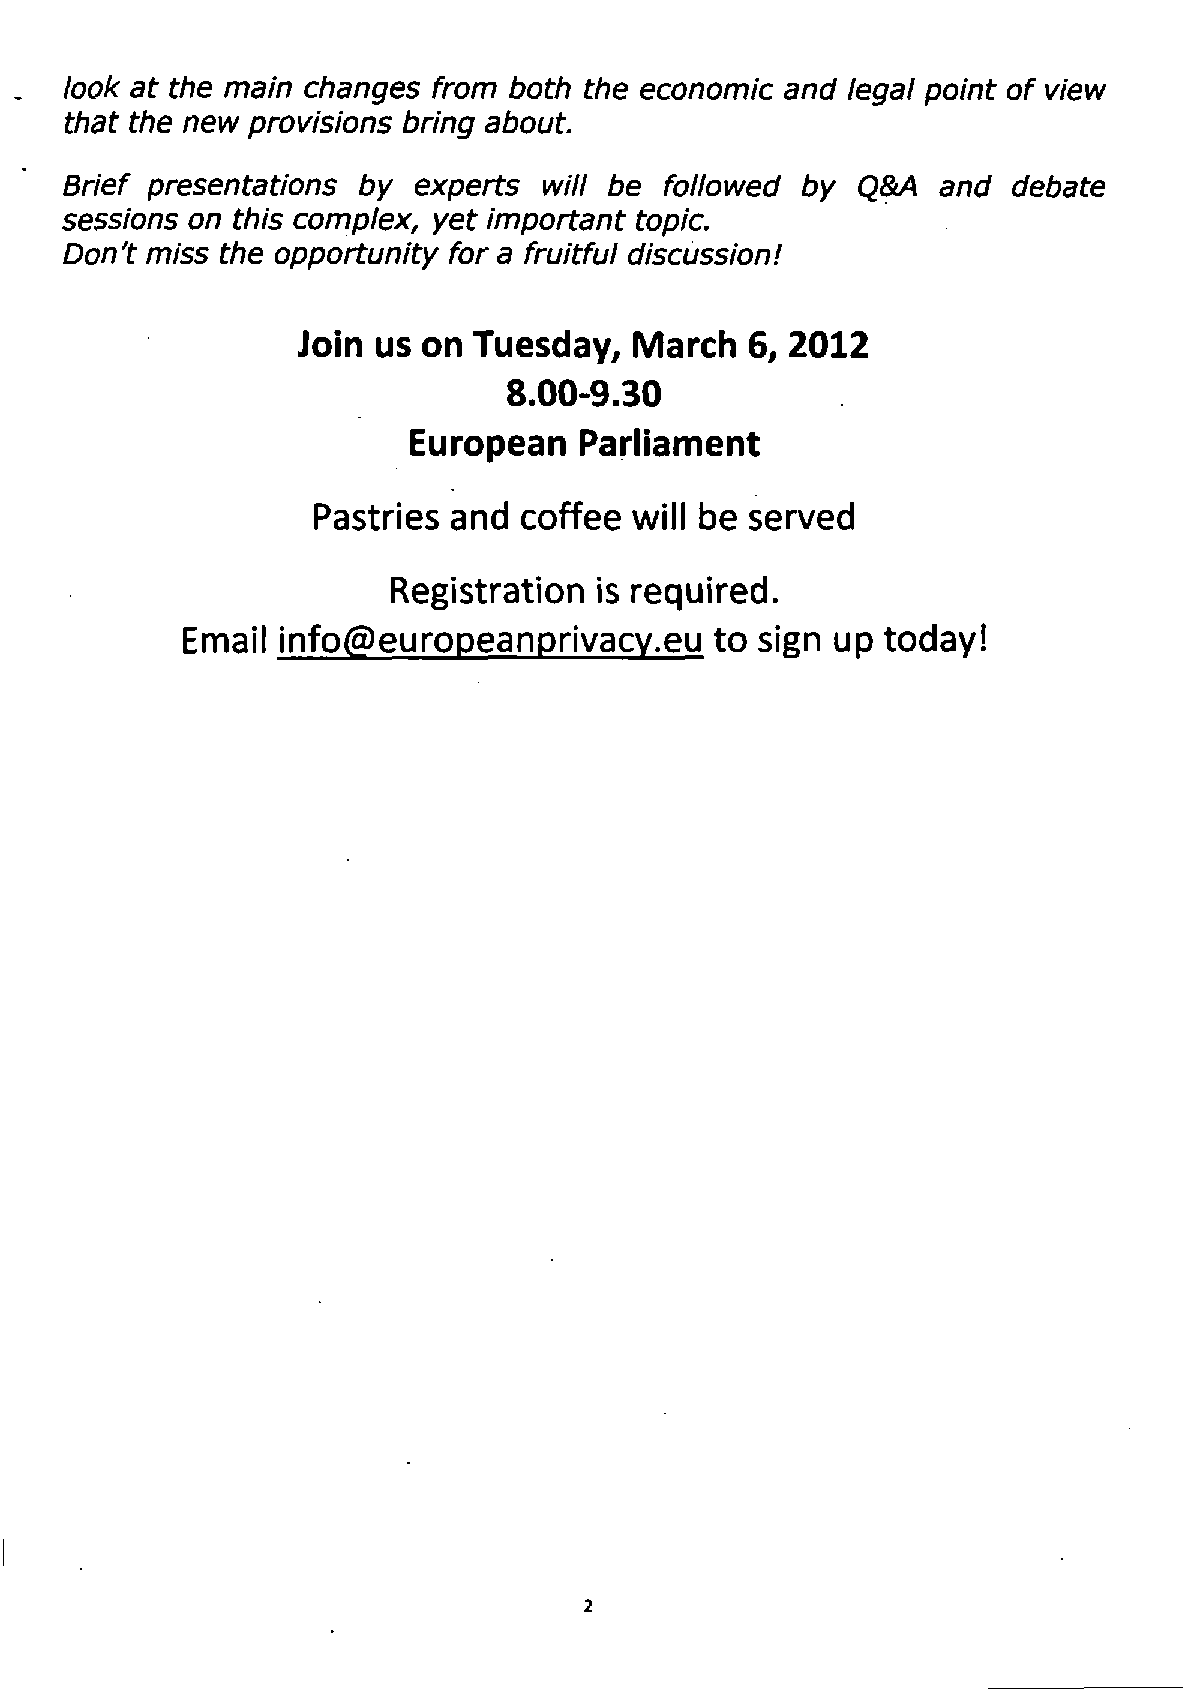 look at the main changes from both the economic and legal point of view
that the new provisions bring about.
Brief presentations by experts will be followed by Q&A and debate
sessions on this complex, yet important topic.
Don't miss the opportunity for a fruitful discussion!
Join us on Tuesday, March 6, 2012
8.00-9.30
European Parliament
Pastries and coffee will be served
Registration is required.
Email info@europeanprivacy.eu to sign up today!
2